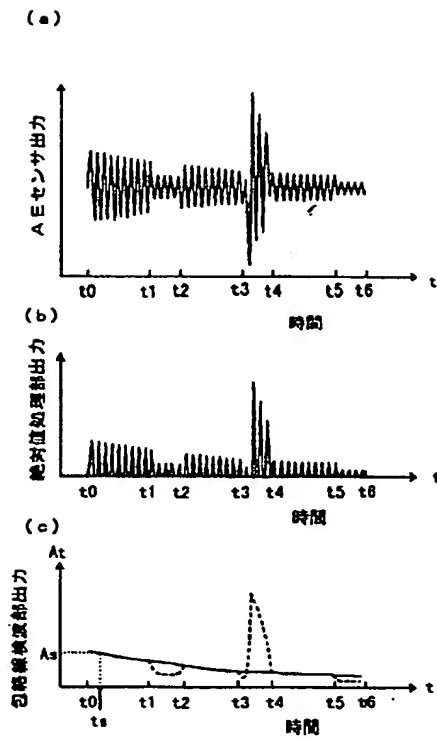 (a)
AEセンサ出力
t0 t1 t2 t3 t4 t5 t6 t
時間
(b)
絶対値処理部出力
t0 t1 t2 t3 t4 t5 t6 t
時間
(c)
At
包絡線検波部出力
As
t0 t1 t2 t3 t4 t5 t6 t
ts
時間